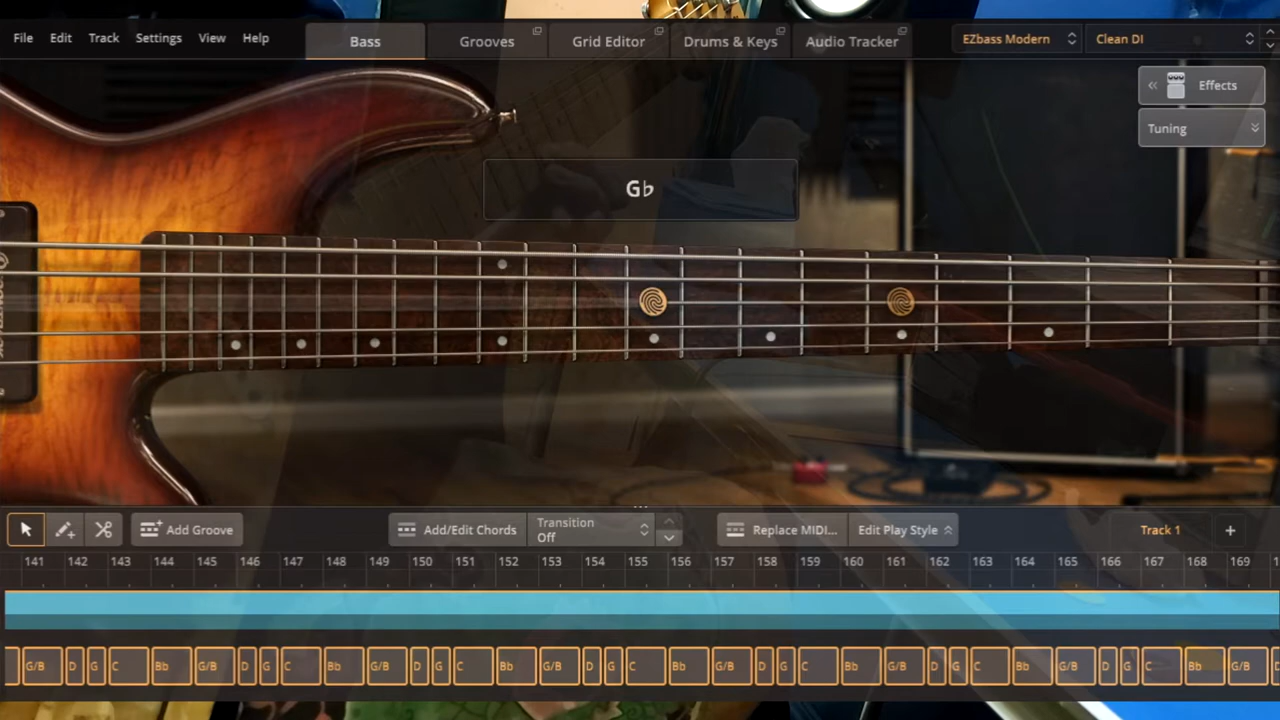 File Edit Track Settings View Help Bass Grooves Grid Editor Drums & Keys Audio Tracker EZbass Modern Clean DI
Effects
Tuning
G♭
Add Groove Add/Edit Chords Transition Off Replace MIDI... Edit Play Style Track 1 +
141 142 143 144 145 146 147 148 149 150 151 152 153 154 155 156 157 158 159 160 161 162 163 164 165 166 167 168 169
G/B D G C Bb G/B D G C Bb G/B D G C Bb G/B D G C Bb G/B D G C Bb G/B D G C Bb G/B D G C Bb G/B